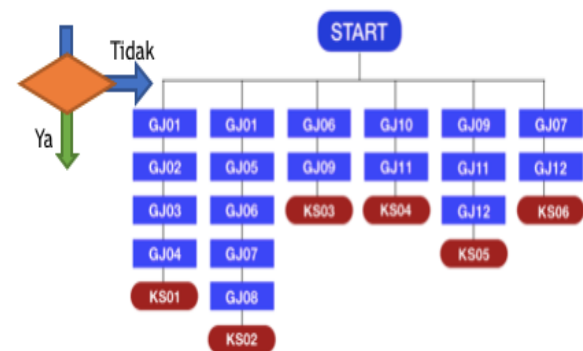 START
Tidak
Ya
GJ01 GJ01 GJ06 GJ10 GJ09 GJ07
GJ02 GJ05 GJ09 GJ11 GJ11 GJ12
GJ03 GJ06 KS03 KS04 GJ12 KS06
GJ04 GJ07 KS05
KS01 GJ08
KS02